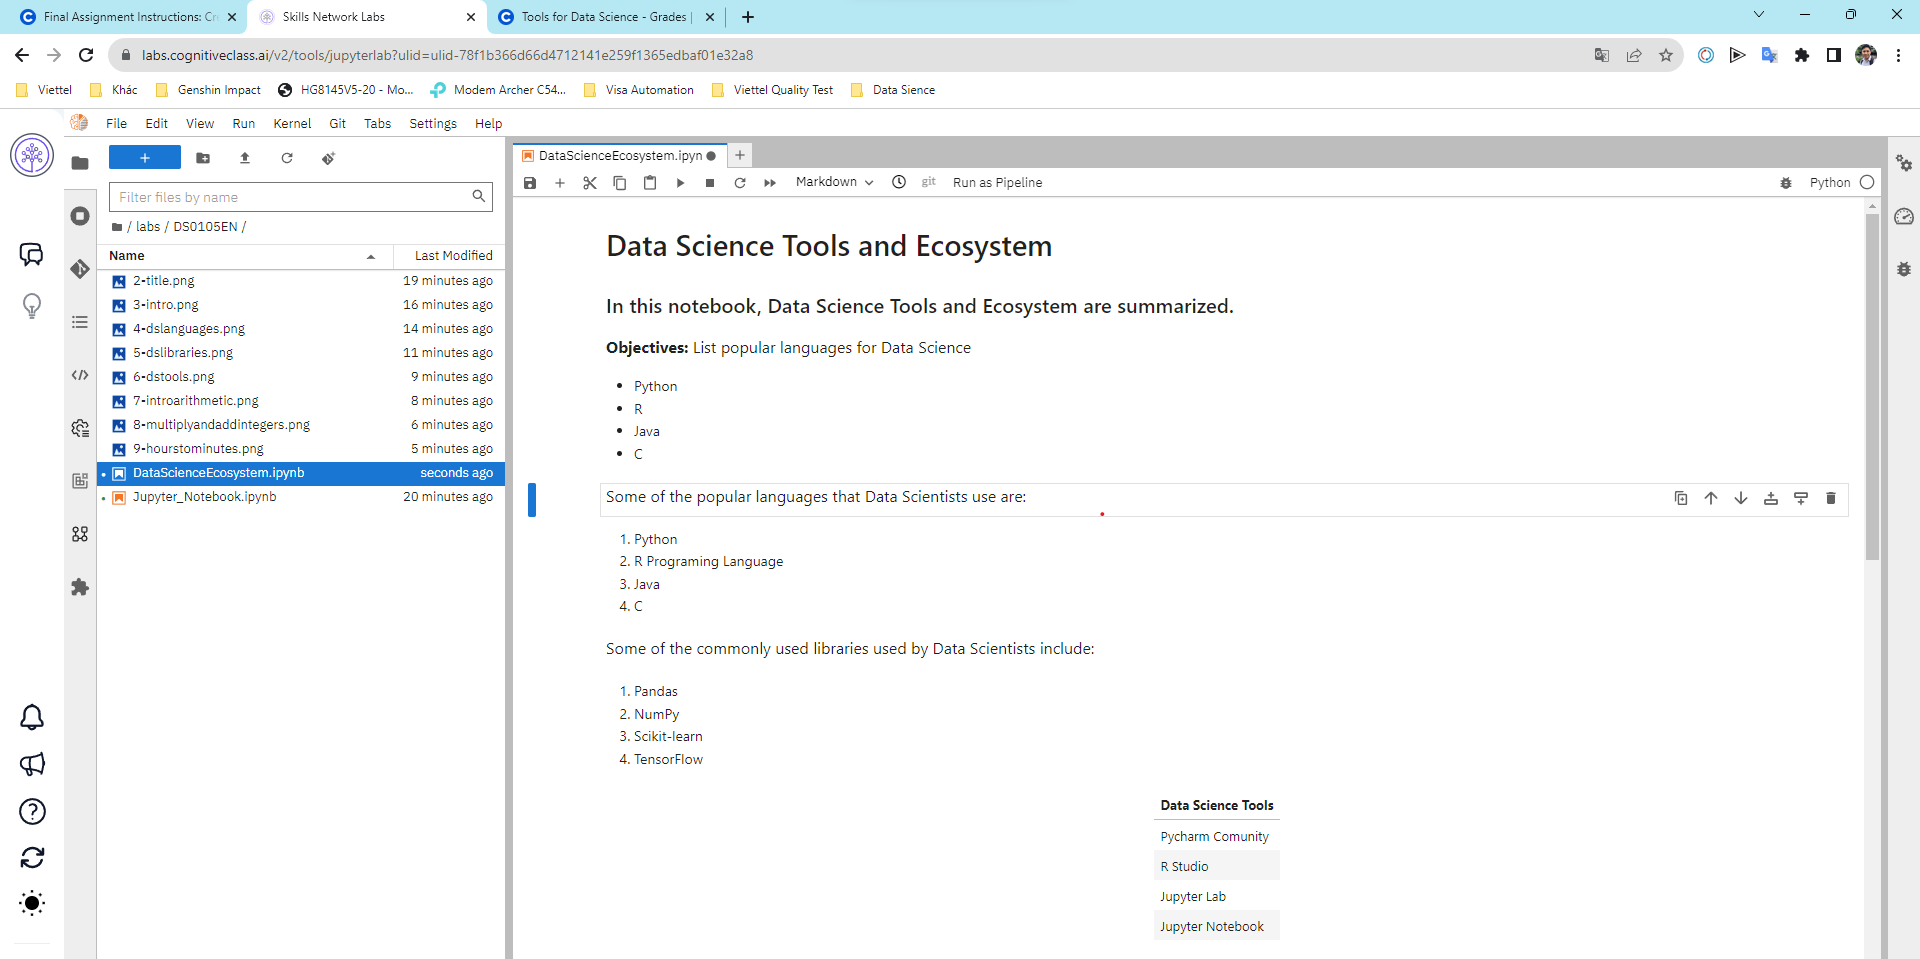 Final Assignment Instructions: Cr
Skills Network Labs
Tools for Data Science - Grades |
labs.cognitiveclass.ai/v2/tools/jupyterlab?ulid=ulid-78f1b366d66d4712141e259f1365edbaf01e32a8
Viettel Khác Genshin Impact HG8145V5-20 - Mo... Modem Archer C54... Visa Automation Viettel Quality Test Data Sience
File Edit View Run Kernel Git Tabs Settings Help
DataScienceEcosystem.ipyn
Markdown git Run as Pipeline Python
Filter files by name
/ labs / DS0105EN /
Name Last Modified
2-title.png 19 minutes ago
3-intro.png 16 minutes ago
4-dslanguages.png 14 minutes ago
5-dslibraries.png 11 minutes ago
6-dstools.png 9 minutes ago
7-introarithmetic.png 8 minutes ago
8-multiplyandaddintegers.png 6 minutes ago
9-hourstominutes.png 5 minutes ago
DataScienceEcosystem.ipynb seconds ago
Jupyter_Notebook.ipynb 20 minutes ago
Data Science Tools and Ecosystem
In this notebook, Data Science Tools and Ecosystem are summarized.
Objectives: List popular languages for Data Science
• Python
• R
• Java
• C
Some of the popular languages that Data Scientists use are:
1. Python
2. R Programing Language
3. Java
4. C
Some of the commonly used libraries used by Data Scientists include:
1. Pandas
2. NumPy
3. Scikit-learn
4. TensorFlow
Data Science Tools
Pycharm Comunity
R Studio
Jupyter Lab
Jupyter Notebook